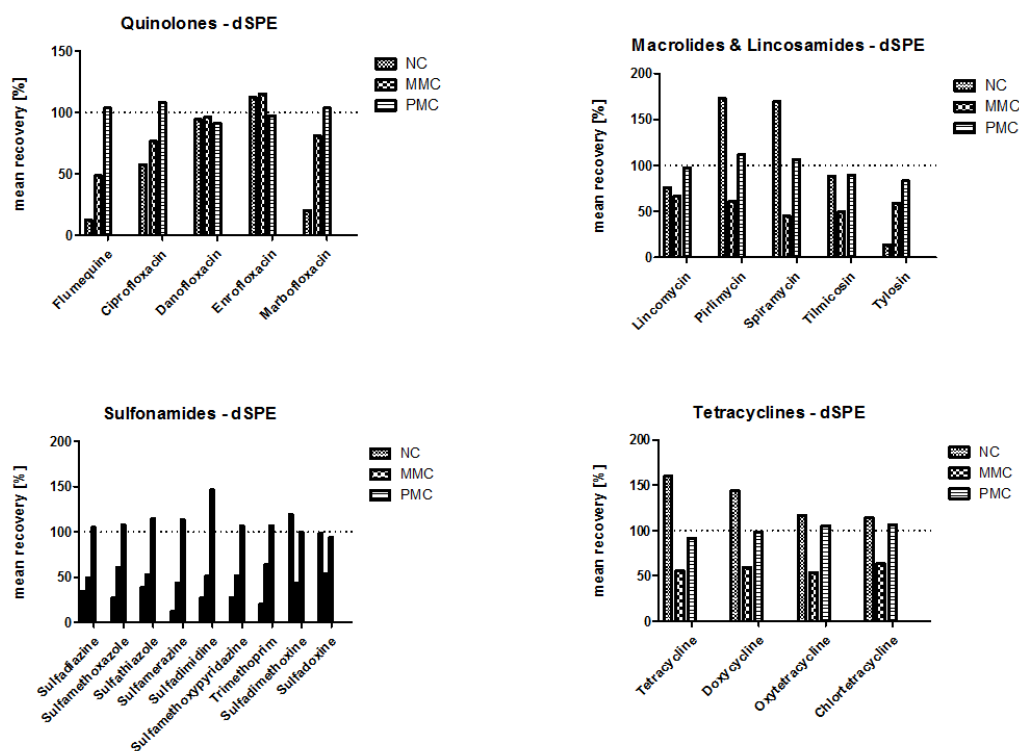 Quinolones - dSPE
mean recovery [%]
150
100
50
0
NC
MMC
PMC
Flumequine
Ciprofloxacin
Danofloxacin
Enrofloxacin
Marbofloxacin
Macrolides & Lincosamides - dSPE
mean recovery [%]
200
150
100
50
0
NC
MMC
PMC
Lincomycin
Pirlimycin
Spiramycin
Tilmicosin
Tylosin
Sulfonamides - dSPE
mean recovery [%]
200
150
100
50
0
NC
MMC
PMC
Sulfadiazine
Sulfamethoxazole
Sulfathiazole
Sulfamerazine
Sulfadimidine
Sulfamethoxypyridazine
Trimethoprim
Sulfadimethoxine
Sulfadoxine
Tetracyclines - dSPE
mean recovery [%]
200
150
100
50
0
NC
MMC
PMC
Tetracycline
Doxycycline
Oxytetracycline
Chlortetracycline